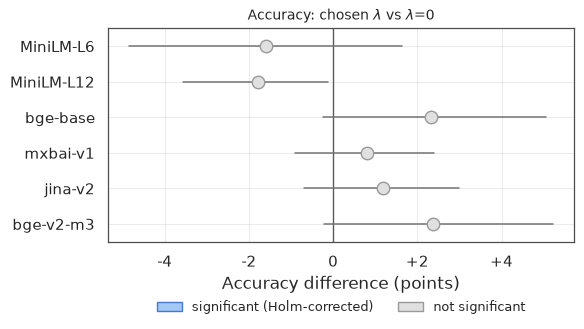 Accuracy: chosen λ vs λ=0
MiniLM-L6
MiniLM-L12
bge-base
mxbai-v1
jina-v2
bge-v2-m3
-4 -2 0 +2 +4
Accuracy difference (points)
significant (Holm-corrected) not significant